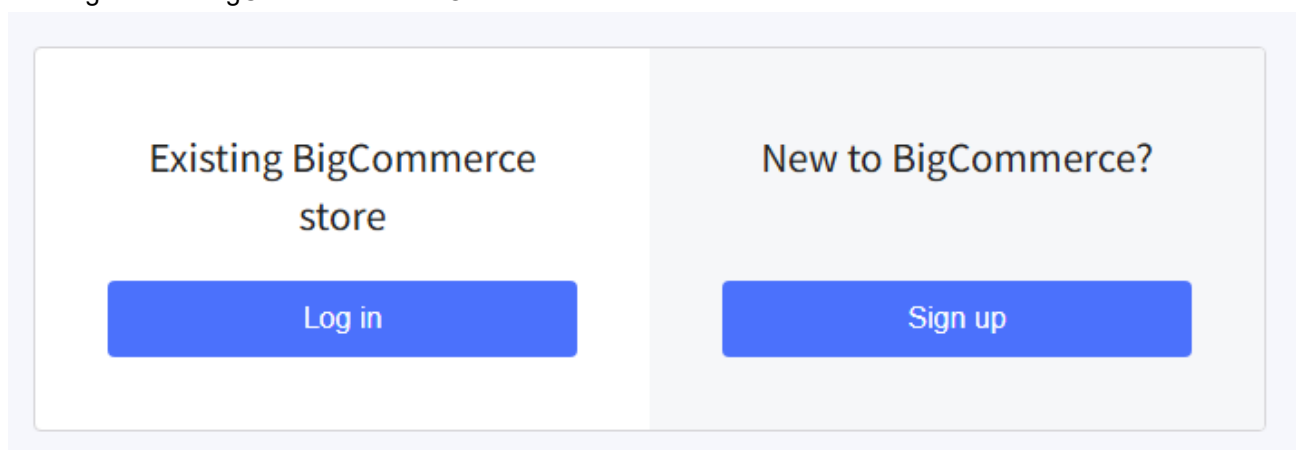 Existing BigCommerce
store
Log in
New to BigCommerce?
Sign up